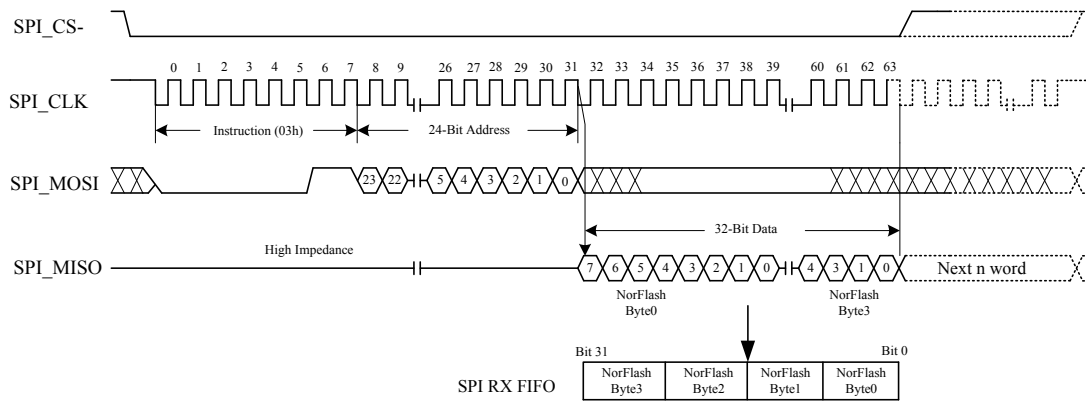 SPI_CS-
0 1 2 3 4 5 6 7 8 9 26 27 28 29 30 31 32 33 34 35 36 37 38 39 60 61 62 63
SPI_CLK
Instruction (03h)
24-Bit Address
SPI_MOSI
23 22 5 4 3 2 1 0
32-Bit Data
High Impedance
SPI_MISO
7 6 5 4 3 2 1 0 4 3 1 0 Next n word
NorFlash
Byte0
NorFlash
Byte3
Bit 31
Bit 0
SPI RX FIFO
NorFlash
Byte3
NorFlash
Byte2
NorFlash
Byte1
NorFlash
Byte0